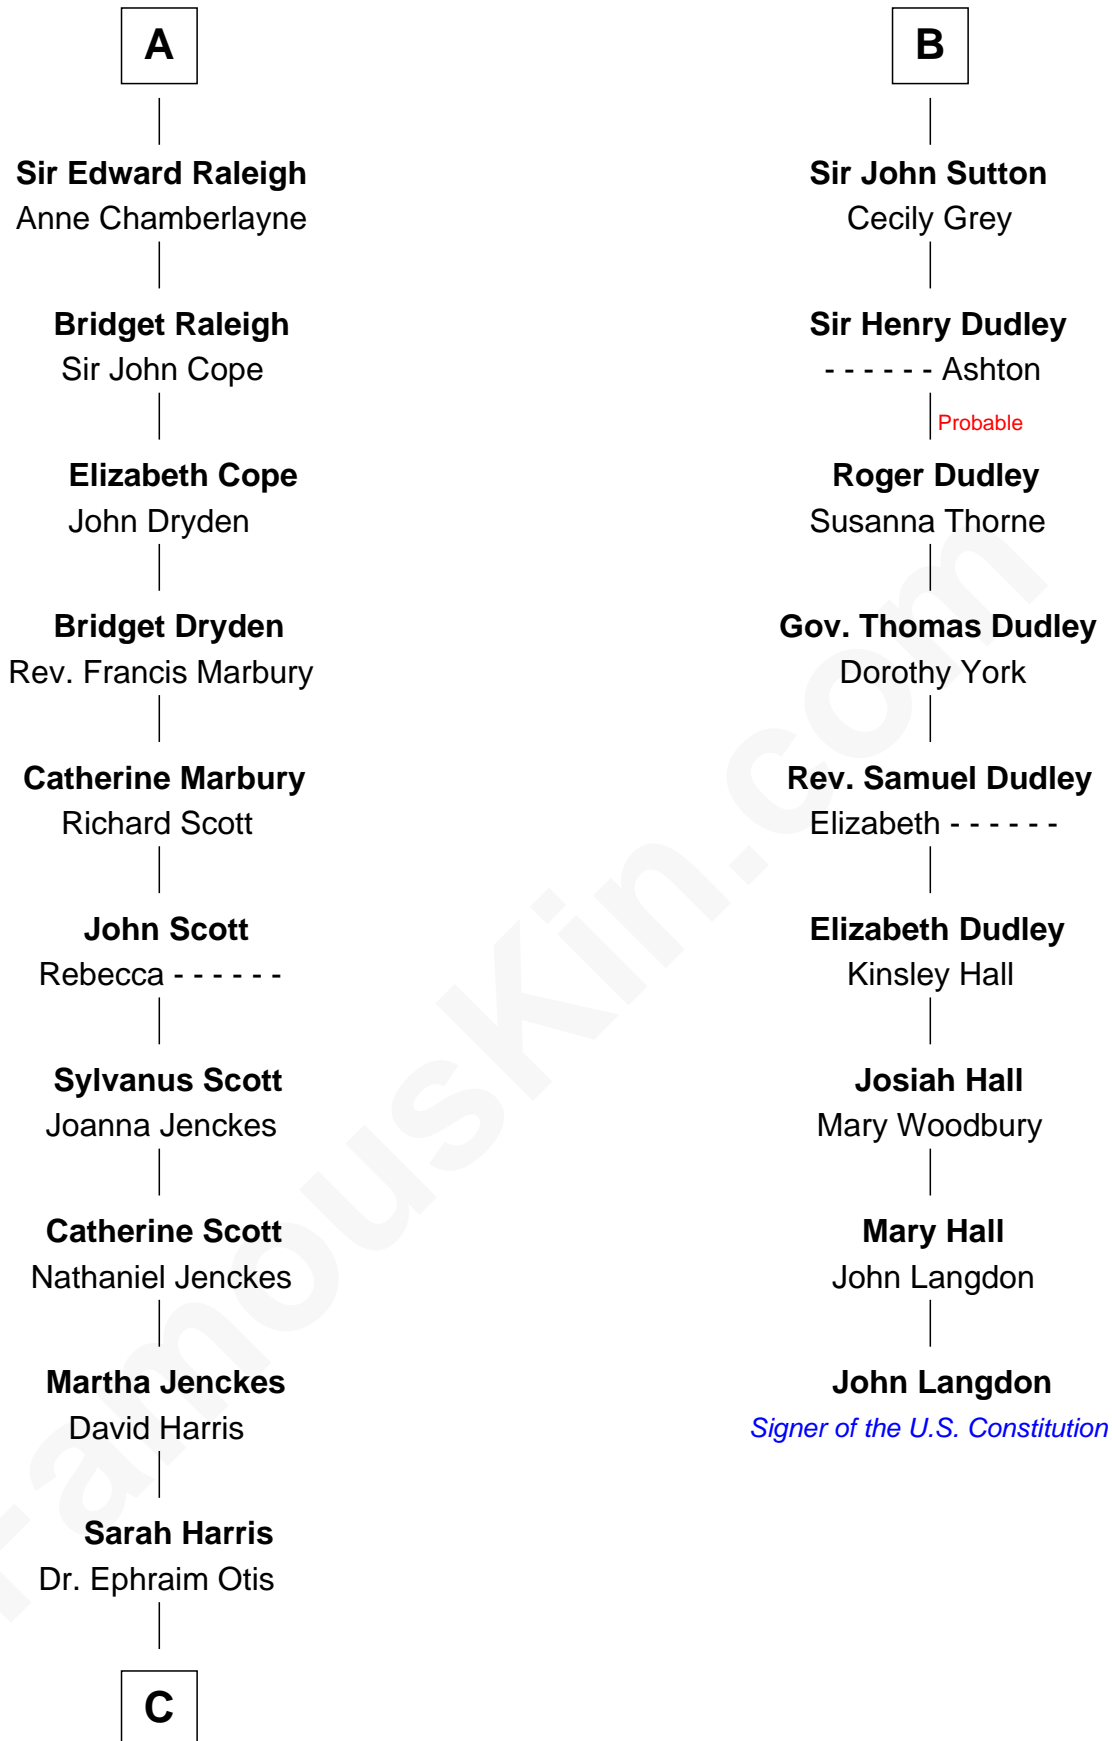 A
Sir Edward Raleigh
Anne Chamberlayne
Bridget Raleigh
Sir John Cope
Elizabeth Cope
John Dryden
Bridget Dryden
Rev. Francis Marbury
Catherine Marbury
Richard Scott
John Scott
Rebecca - - - - - -
Sylvanus Scott
Joanna Jenckes
Catherine Scott
Nathaniel Jenckes
Martha Jenckes
David Harris
Sarah Harris
Dr. Ephraim Otis
C
B
Sir John Sutton
Cecily Grey
Sir Henry Dudley
- - - - - - Ashton
Probable
Roger Dudley
Susanna Thorne
Gov. Thomas Dudley
Dorothy York
Rev. Samuel Dudley
Elizabeth - - - - - -
Elizabeth Dudley
Kinsley Hall
Josiah Hall
Mary Woodbury
Mary Hall
John Langdon
John Langdon
Signer of the U.S. Constitution
FamousKin.com